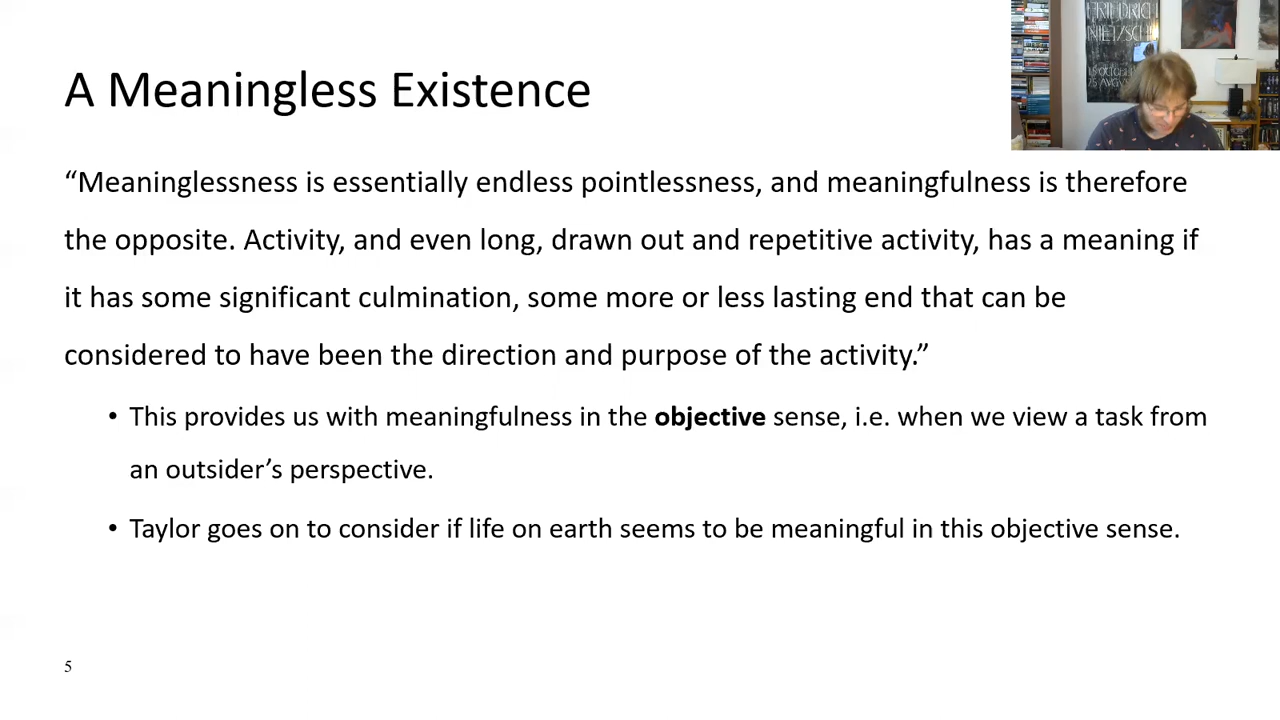 A Meaningless Existence
“Meaninglessness is essentially endless pointlessness, and meaningfulness is therefore
the opposite. Activity, and even long, drawn out and repetitive activity, has a meaning if
it has some significant culmination, some more or less lasting end that can be
considered to have been the direction and purpose of the activity.”
• This provides us with meaningfulness in the objective sense, i.e. when we view a task from
an outsider’s perspective.
• Taylor goes on to consider if life on earth seems to be meaningful in this objective sense.
5
FRIEDRICH